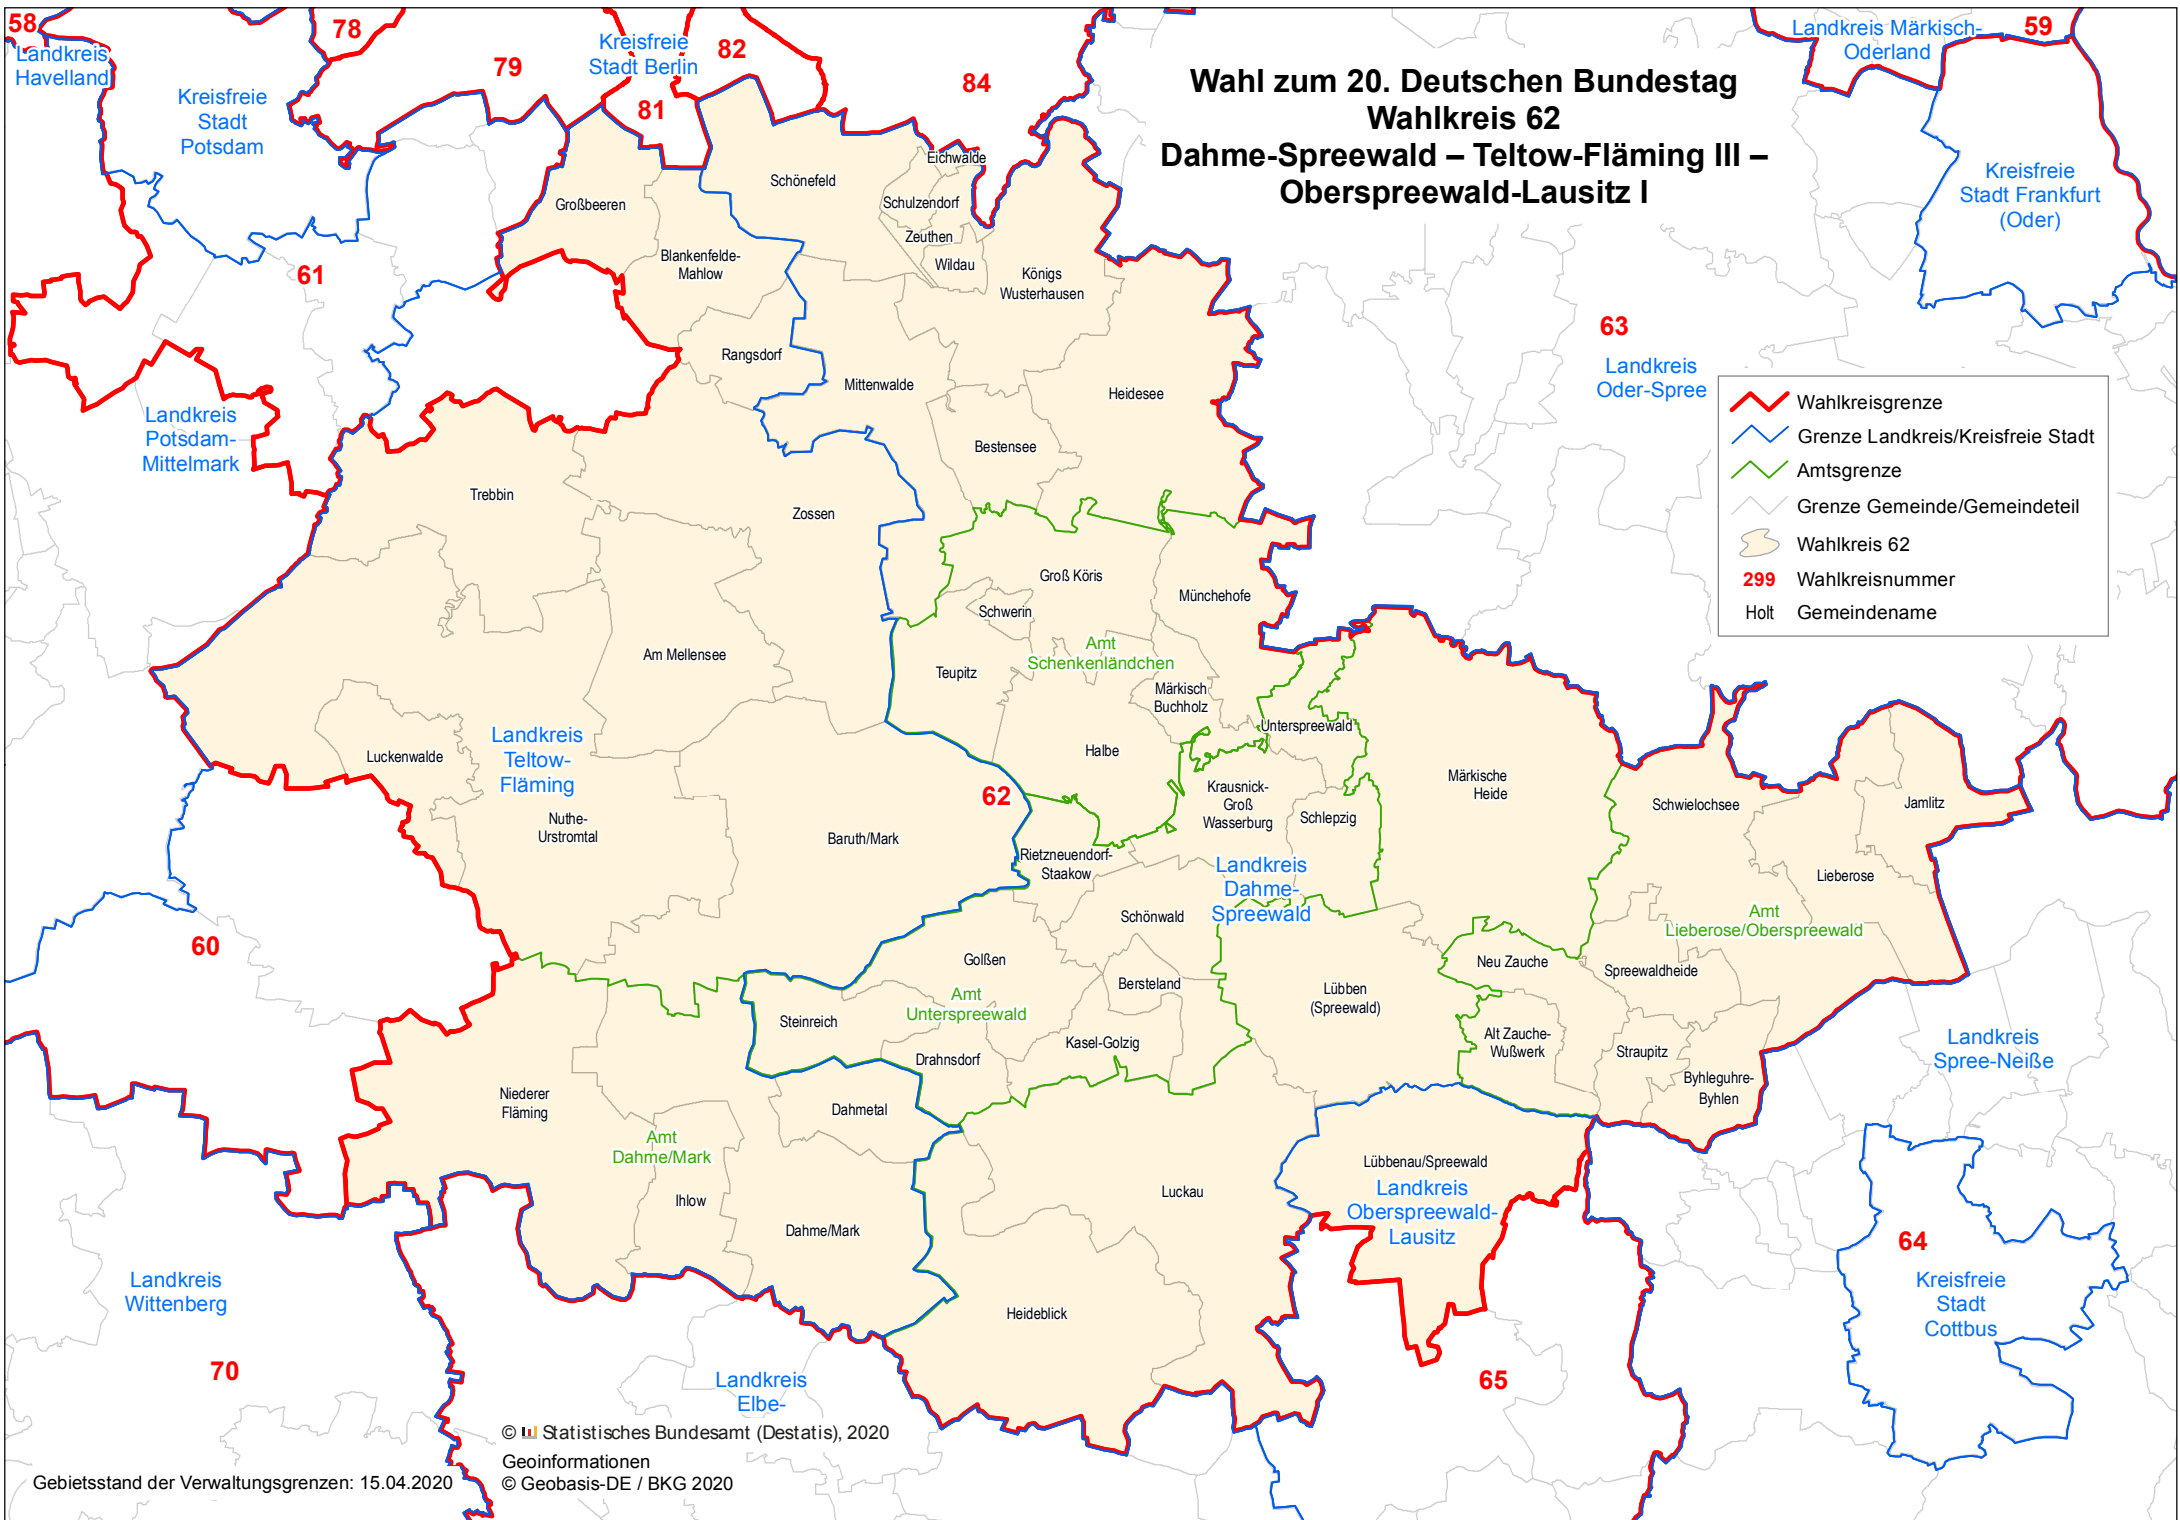 Wahl zum 20. Deutschen Bundestag
Wahlkreis 62
Dahme-Spreewald – Teltow-Fläming III –
Oberspreewald-Lausitz I
58
Landkreis
Havelland
78
79
Kreisfreie
Stadt Berlin
82
81
84
Landkreis Märkisch-
Oderland
59
Kreisfreie
Stadt
Potsdam
Kreisfreie
Stadt Frankfurt
(Oder)
Eichwalde
Schönefeld
Schulzendorf
Großbeeren
Zeuthen
Blankenfelde-
Mahlow
Wildau
Königs
Wusterhausen
61
63
Landkreis
Oder-Spree
Rangsdorf
Mittenwalde
Heidesee
Landkreis
Potsdam-
Mittelmark
Bestensee
Trebbin
Zossen
Wahlkreisgrenze
Grenze Landkreis/Kreisfreie Stadt
Amtsgrenze
Grenze Gemeinde/Gemeindeteil
Wahlkreis 62
299 Wahlkreisnummer
Holt Gemeindename
Groß Köris
Münchehofe
Schwerin
Am Mellensee
Amt
Schenkenländchen
Teupitz
Märkisch
Buchholz
Unterspreewald
Landkreis
Teltow-
Fläming
Luckenwalde
Halbe
Märkische
Heide
62
Krausnick-
Groß
Wasserburg
Schlepzig
Schwielochsee
Jamlitz
Nuthe-
Urstromtal
Baruth/Mark
Rietzneuendorf-
Staakow
Landkreis
Dahme-
Spreewald
Lieberose
Schönwald
Amt
Lieberose/Oberspreewald
60
Golßen
Neu Zauche
Spreewaldheide
Bersteland
Lübben
(Spreewald)
Amt
Unterspreewald
Steinreich
Kasel-Golzig
Alt Zauche-
Wußwerk
Straupitz
Landkreis
Spree-Neiße
Drahnsdorf
Byhleguhre-
Byhlen
Niederer
Fläming
Dahmetal
Amt
Dahme/Mark
Lübbenau/Spreewald
Landkreis
Oberspreewald-
Lausitz
Luckau
Ihlow
Dahme/Mark
64
Kreisfreie
Stadt
Cottbus
Landkreis
Wittenberg
Heideblick
70
65
Landkreis
Elbe-
© Statistisches Bundesamt (Destatis), 2020
Geoinformationen
© Geobasis-DE / BKG 2020
Gebietsstand der Verwaltungsgrenzen: 15.04.2020